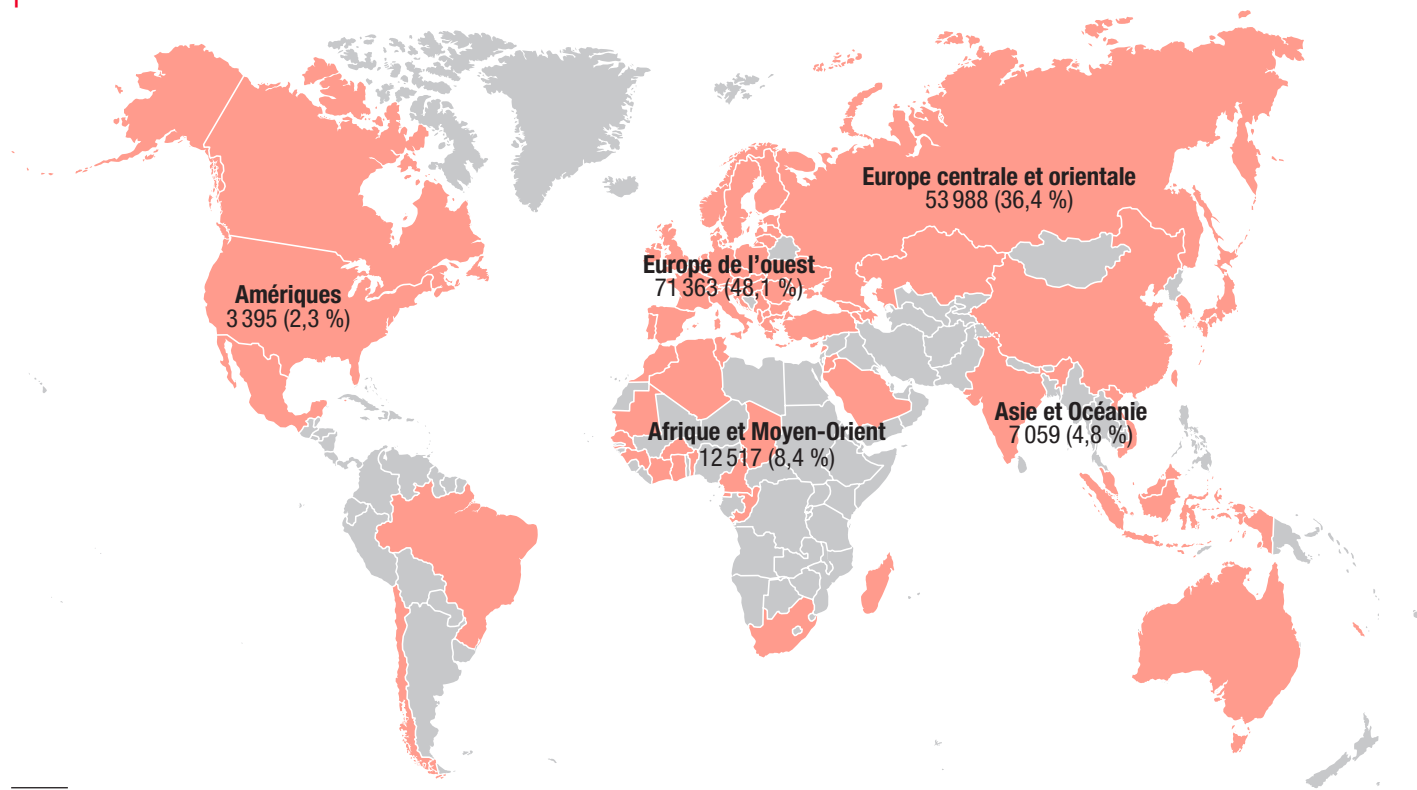 Europe centrale et orientale
53 988 (36,4 %)
Europe de l’ouest
71 363 (48,1 %)
Amériques
3 395 (2,3 %)
Asie et Océanie
7 059 (4,8 %)
Afrique et Moyen-Orient
12 517 (8,4 %)